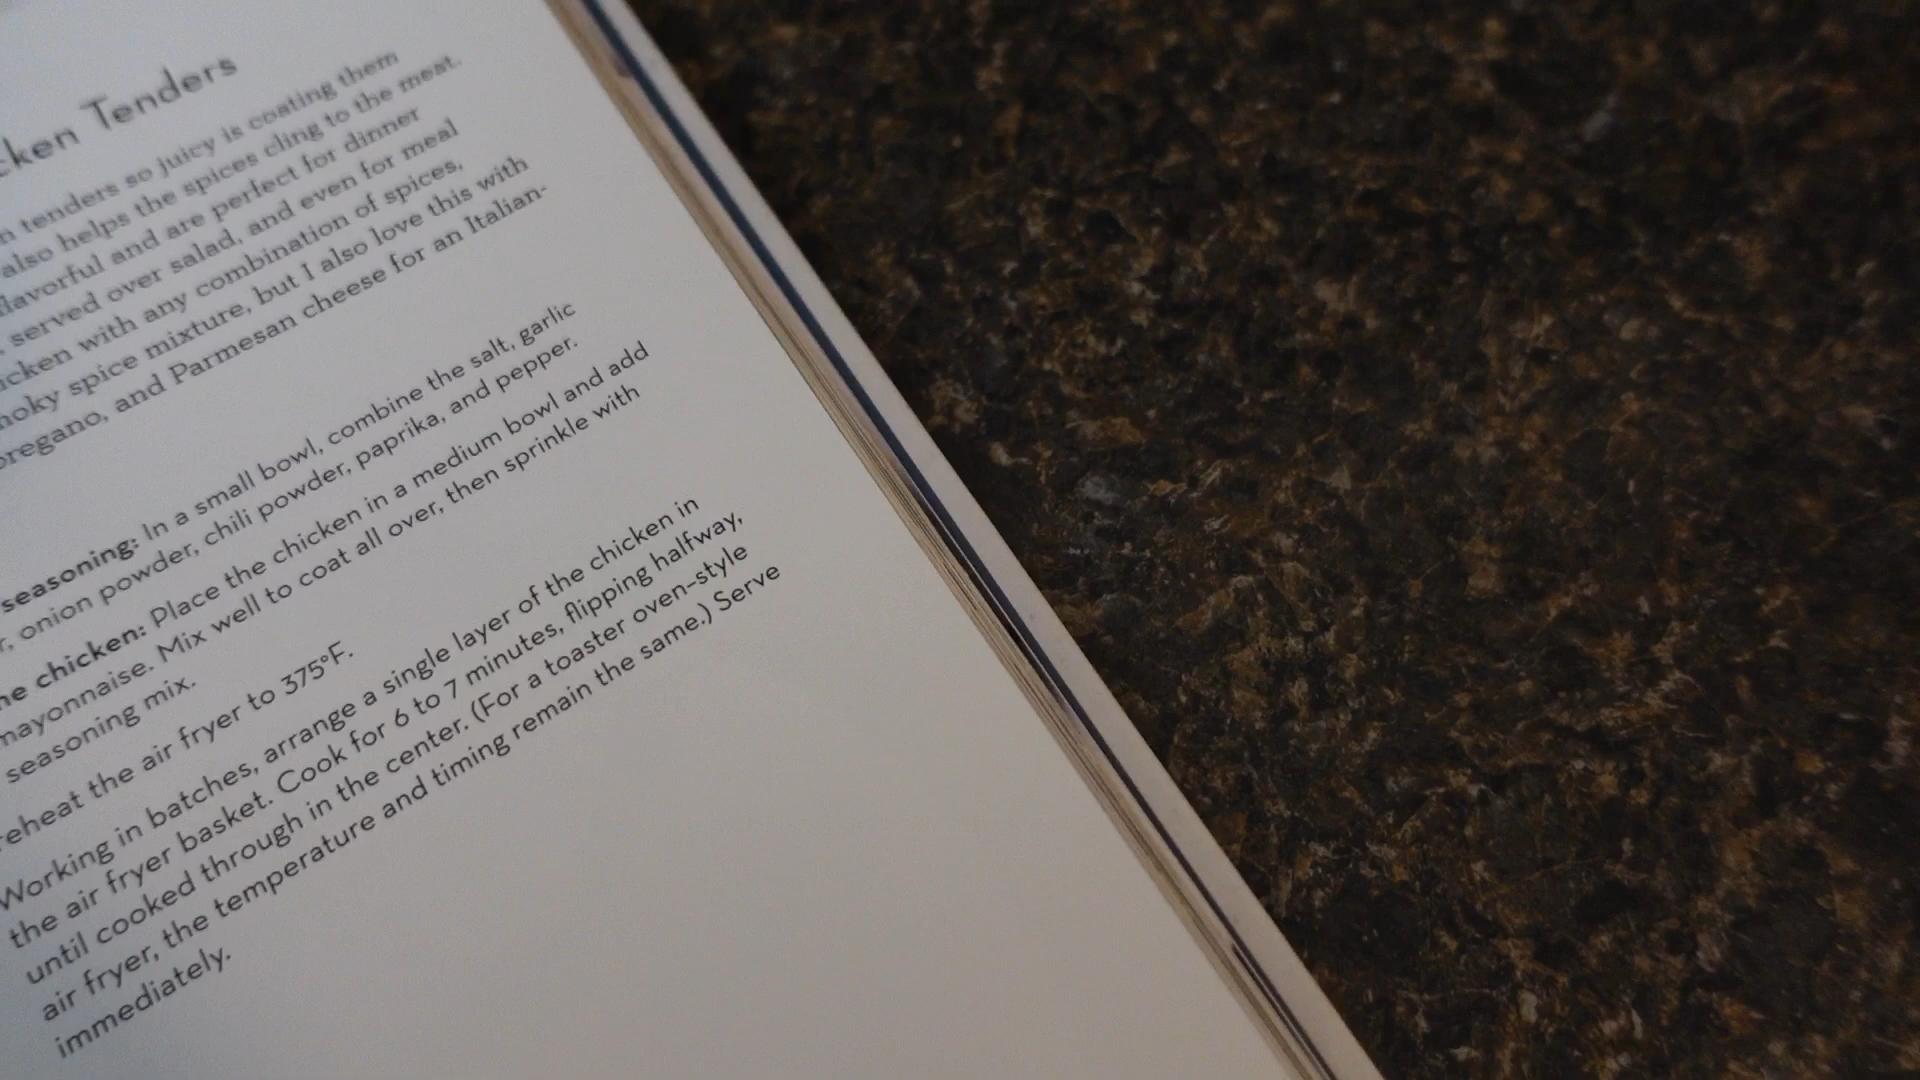 cken Tenders
n tenders so juicy is coating them
also helps the spices cling to the meat.
flavorful and are perfect for dinner
, served over salad, and even for meal
icken with any combination of spices,
noky spice mixture, but I also love this with
oregano, and Parmesan cheese for an Italian-
seasoning: In a small bowl, combine the salt, garlic
r, onion powder, chili powder, paprika, and pepper.
he chicken: Place the chicken in a medium bowl and add
mayonnaise. Mix well to coat all over, then sprinkle with
seasoning mix.
reheat the air fryer to 375°F.
Working in batches, arrange a single layer of the chicken in
the air fryer basket. Cook for 6 to 7 minutes, flipping halfway,
until cooked through in the center. (For a toaster oven-style
air fryer, the temperature and timing remain the same.) Serve
immediately.